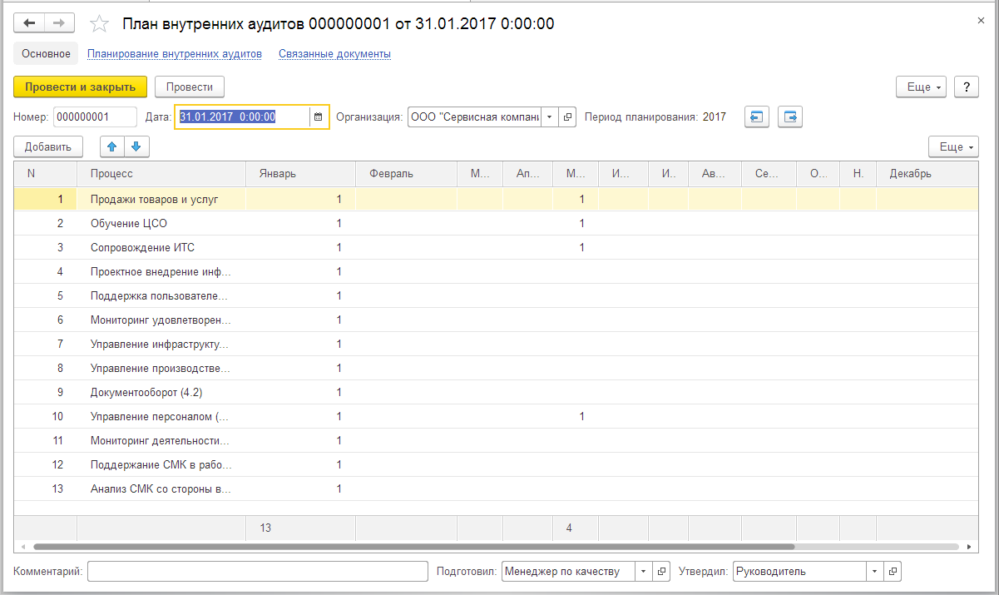 План внутренних аудитов 000000001 от 31.01.2017 0:00:00
Основное Планирование внутренних аудитов Связанные документы
Провести и закрыть Провести Еще ?
Номер: 000000001 Дата: 31.01.2017 0:00:00 Организация: ООО "Сервисная компани Период планирования: 2017
Добавить Еще
N Процесс Январь Февраль М... Ап... М... И... И.. Ав... Се... О... Н. Декабрь
1 Продажи товаров и услуг 1 1
2 Обучение ЦСО 1 1
3 Сопровождение ИТС 1 1
4 Проектное внедрение инф... 1
5 Поддержка пользователе... 1
6 Мониторинг удовлетворен... 1
7 Управление инфраструкту... 1
8 Управление производстве... 1
9 Документооборот (4.2) 1
10 Управление персоналом (... 1 1
11 Мониторинг деятельности... 1
12 Поддержание СМК в рабо... 1
13 Анализ СМК со стороны в... 1
13 4
Комментарий: Подготовил: Менеджер по качеству Утвердил: Руководитель